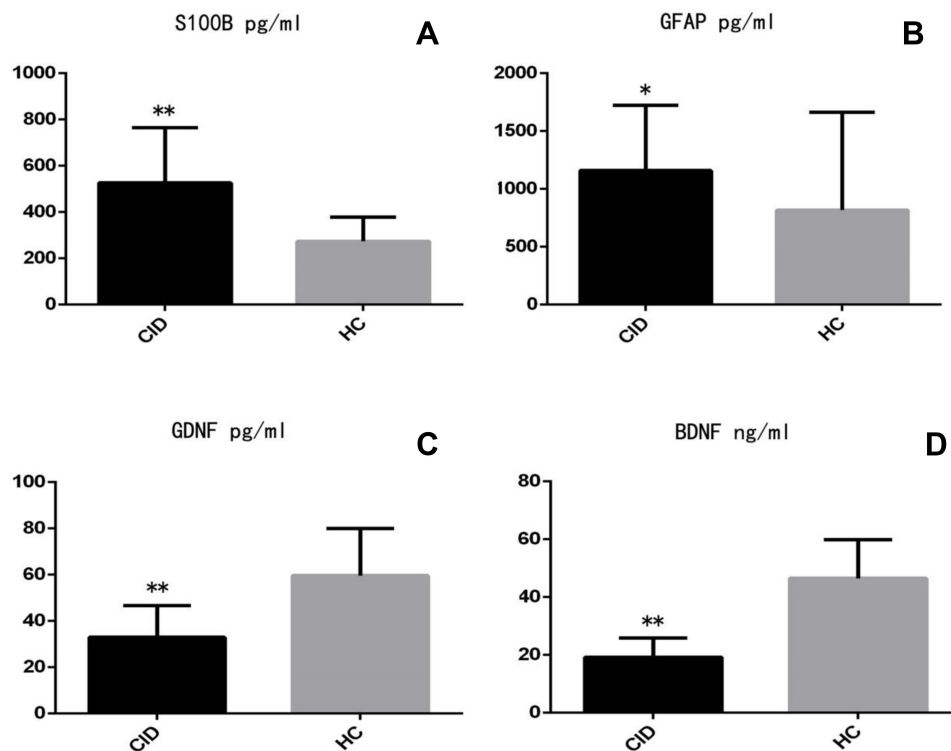 S100B pg/ml
A
1000
800
600
400
200
0
**
CID
HC
GFAP pg/ml
B
2000
1500
1000
500
0
*
CID
HC
GDNF pg/ml
C
100
80
60
40
20
0
**
CID
HC
BDNF ng/ml
D
80
60
40
20
0
**
CID
HC